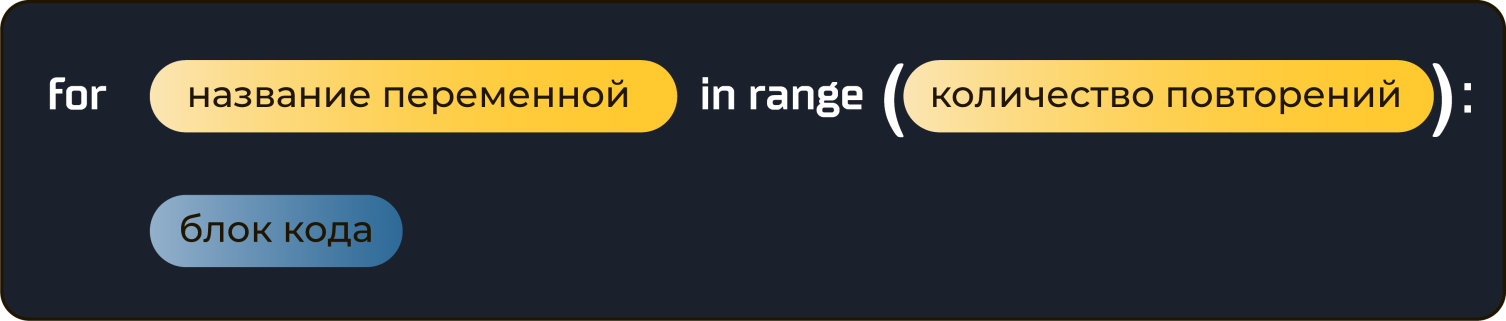 for название переменной in range (количество повторений):
блок кода